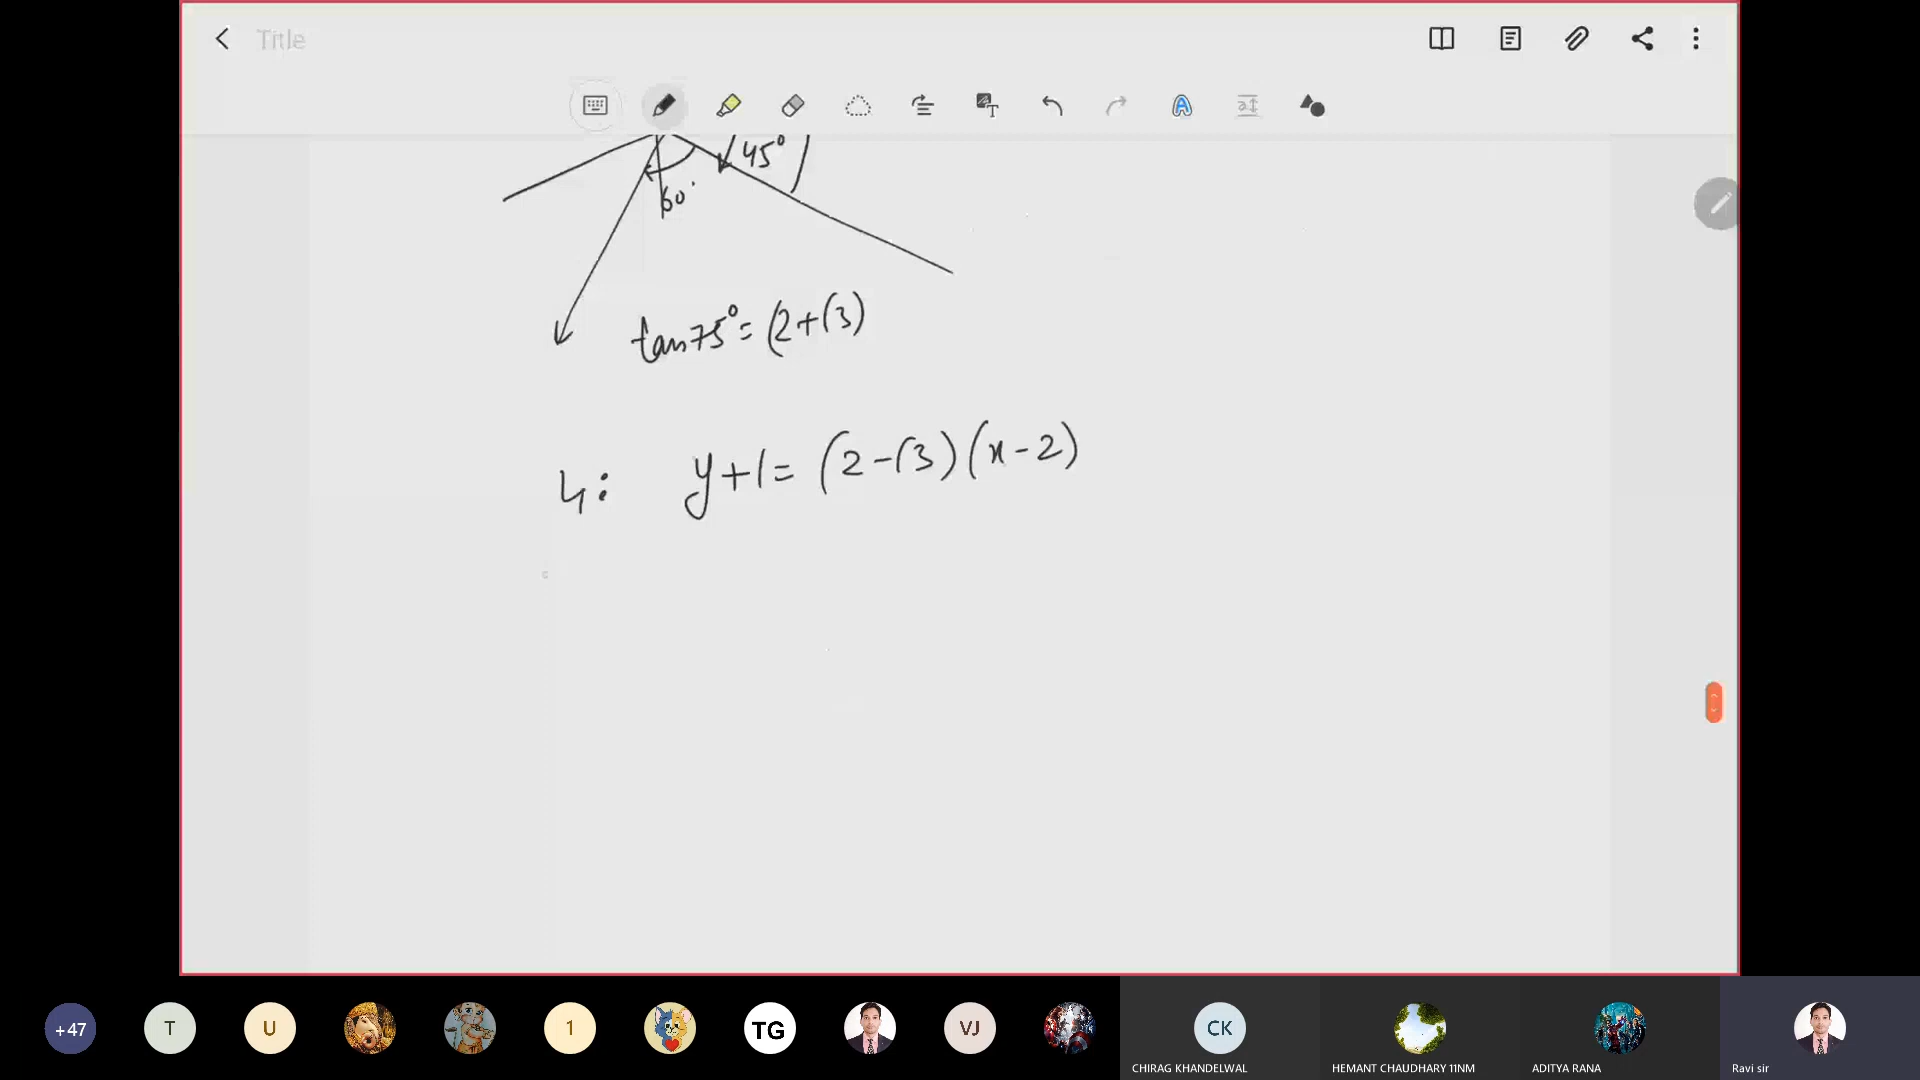 Title
45°
60°
tan75° = (2+√3)
L₁: y+1 = (2-√3)(x-2)
+47
T
U
1
TG
VJ
CK
CHIRAG KHANDELWAL
HEMANT CHAUDHARY 11NM
ADITYA RANA
Ravi sir